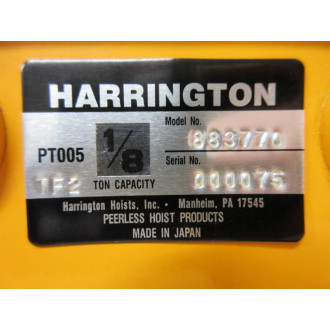 HARRINGTON
Model No.
883770
PT005
1/8
Serial No.
TF2
TON CAPACITY
000075
Harrington Hoists, Inc. • Manheim, PA 17545
PEERLESS HOIST PRODUCTS
MADE IN JAPAN